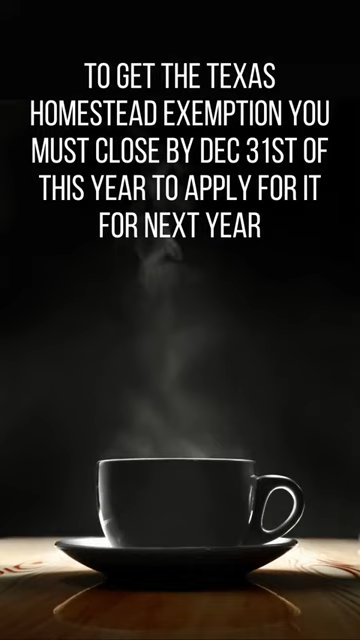 TO GET THE TEXAS
HOMESTEAD EXEMPTION YOU
MUST CLOSE BY DEC 31ST OF
THIS YEAR TO APPLY FOR IT
FOR NEXT YEAR